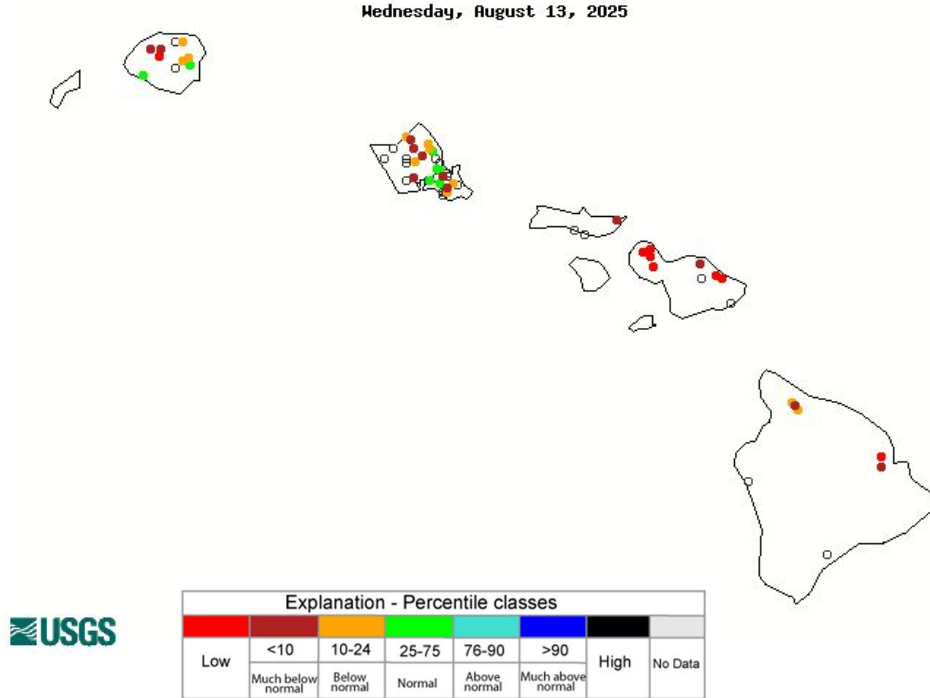 Wednesday, August 13, 2025
Explanation - Percentile classes
Low <10 10-24 25-75 76-90 >90 High No Data
Much below normal Below normal Normal Above normal Much above normal
USGS